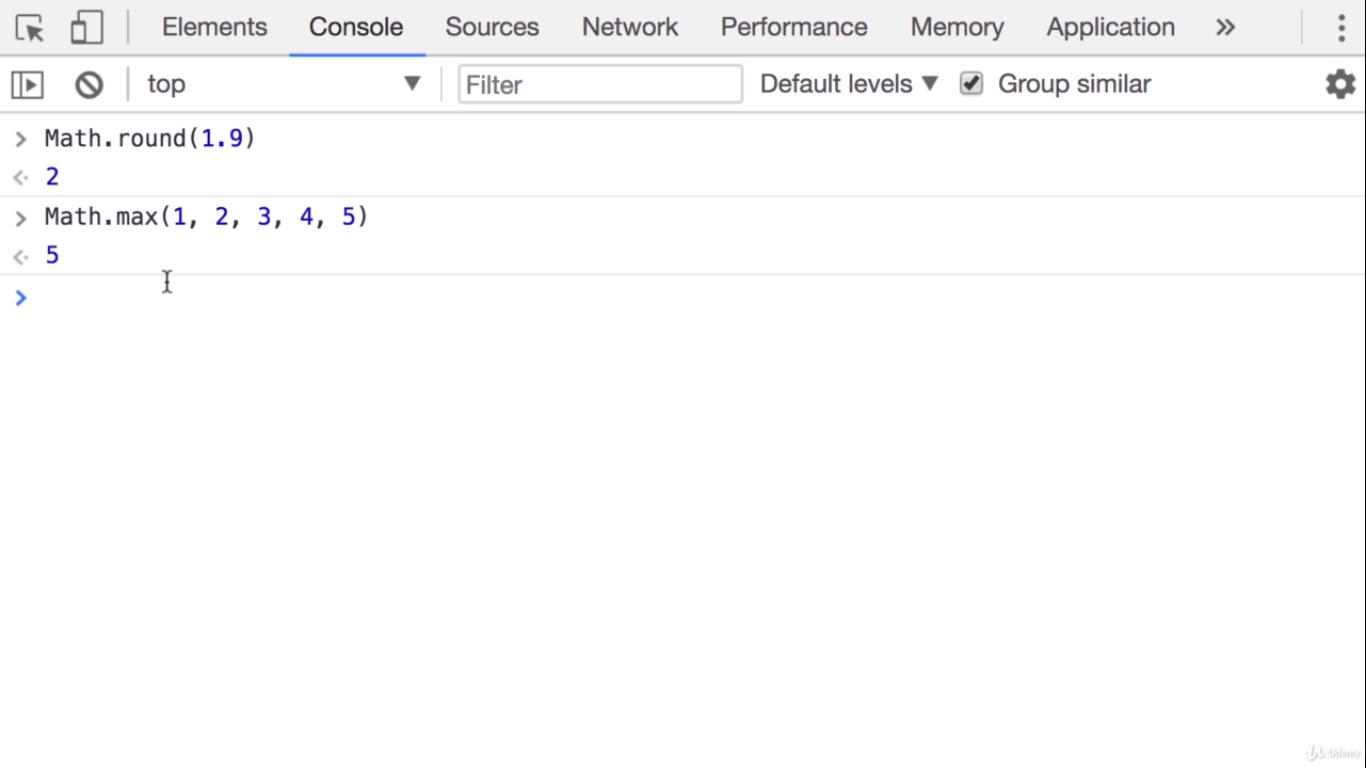 Elements Console Sources Network Performance Memory Application »
top ▼ Filter Default levels ▼ Group similar
> Math.round(1.9)
<· 2
> Math.max(1, 2, 3, 4, 5)
<· 5
>
Udemy